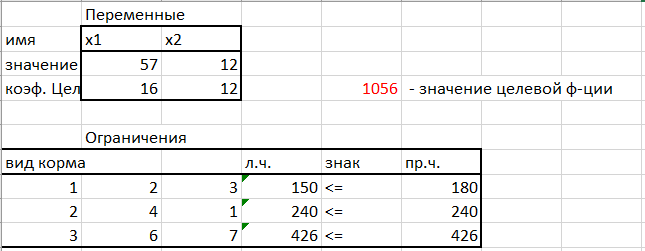 Переменные
имя x1 x2
значение 57 12
коэф. Цел 16 12 1056 - значение целевой ф-ции
Ограничения
вид корма л.ч. знак пр.ч.
1 2 3 150 <= 180
2 4 1 240 <= 240
3 6 7 426 <= 426